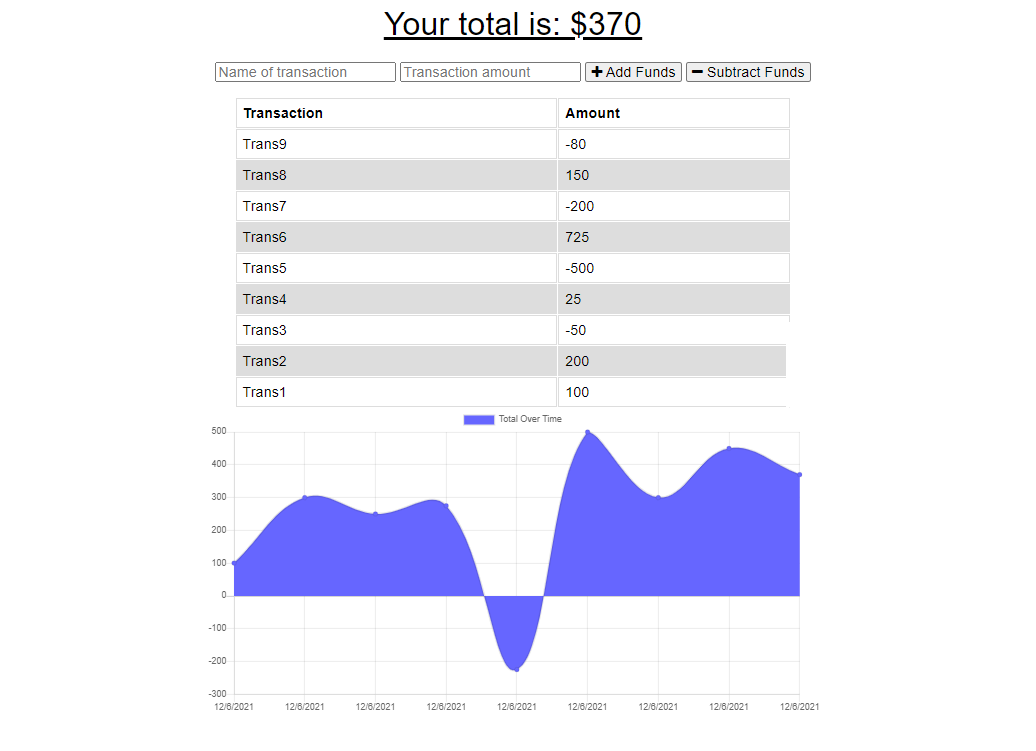 Your total is: $370
Name of transaction Transaction amount + Add Funds − Subtract Funds
Transaction Amount
Trans9 -80
Trans8 150
Trans7 -200
Trans6 725
Trans5 -500
Trans4 25
Trans3 -50
Trans2 200
Trans1 100
Total Over Time
500
400
300
200
100
0
-100
-200
-300
12/6/2021 12/6/2021 12/6/2021 12/6/2021 12/6/2021 12/6/2021 12/6/2021 12/6/2021 12/6/2021